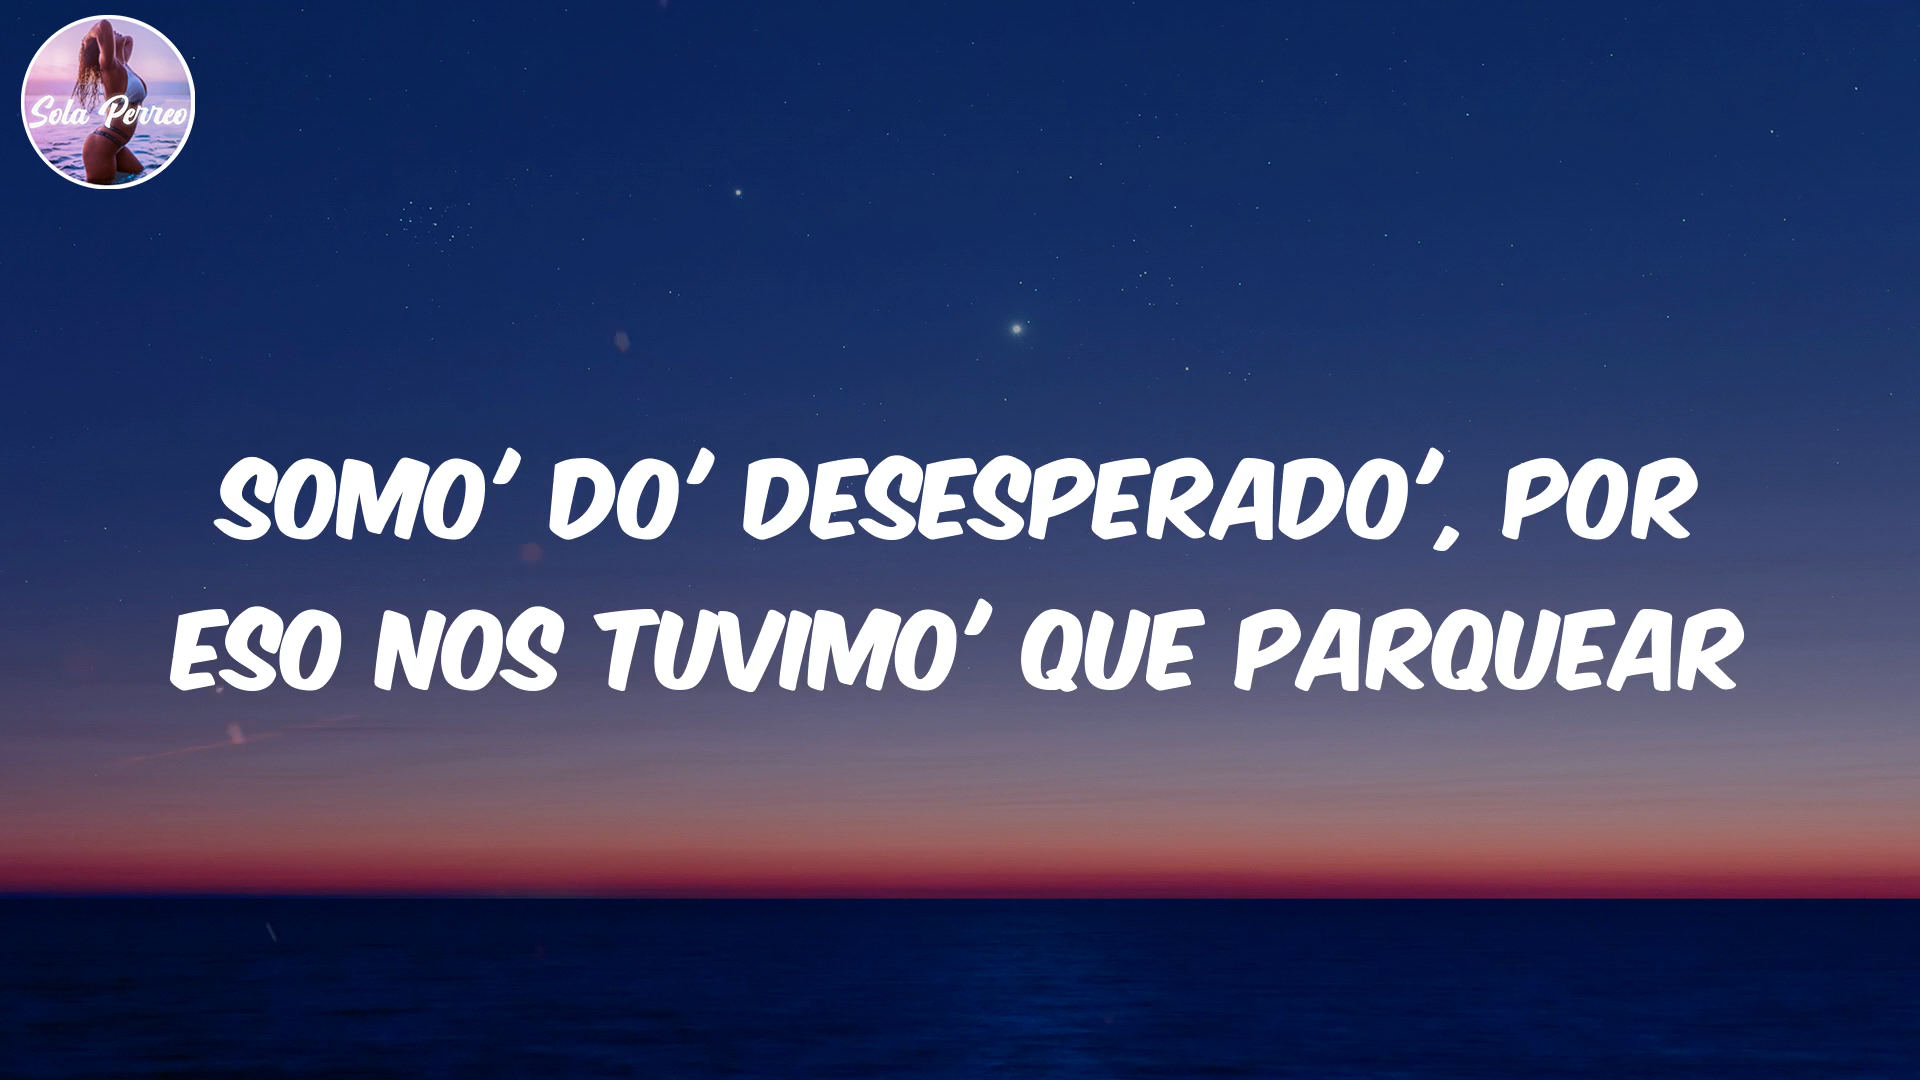 Sola Perreo
SOMO' DO' DESESPERADO', POR
ESO NOS TUVIMO' QUE PARQUEAR